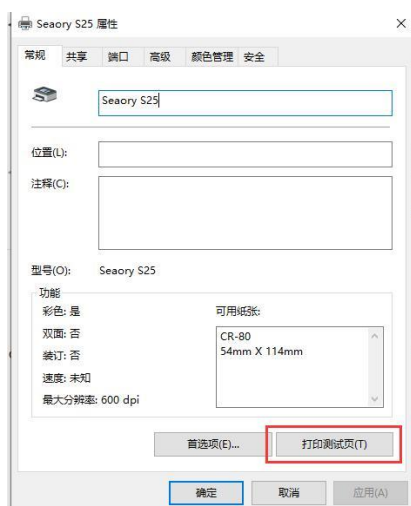 Seaory S25 属性
常规 共享 端口 高级 颜色管理 安全
Seaory S25
位置(L):
注释(C):
型号(O): Seaory S25
功能
彩色: 是
可用纸张:
双面: 否
CR-80
54mm X 114mm
装订: 否
速度: 未知
最大分辨率: 600 dpi
首选项(E)... 打印测试页(T)
确定 取消 应用(A)